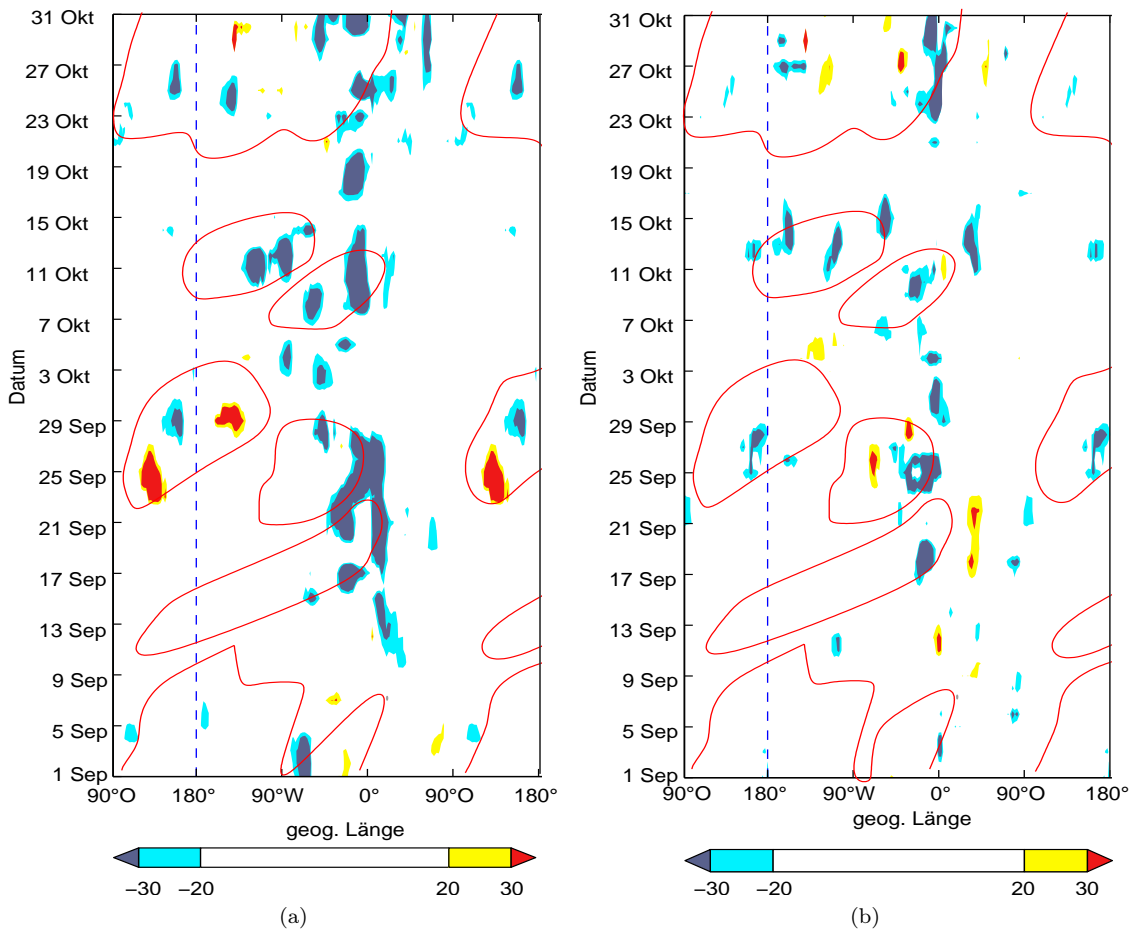 31 Okt
27 Okt
23 Okt
19 Okt
15 Okt
11 Okt
7 Okt
3 Okt
29 Sep
25 Sep
21 Sep
17 Sep
13 Sep
9 Sep
5 Sep
1 Sep
Datum
90°O 180° 90°W 0° 90°O 180°
geog. Länge
−30 −20 20 30
(a)
31 Okt
27 Okt
23 Okt
19 Okt
15 Okt
11 Okt
7 Okt
3 Okt
29 Sep
25 Sep
21 Sep
17 Sep
13 Sep
9 Sep
5 Sep
1 Sep
Datum
90°O 180° 90°W 0° 90°O 180°
geog. Länge
−30 −20 20 30
(b)